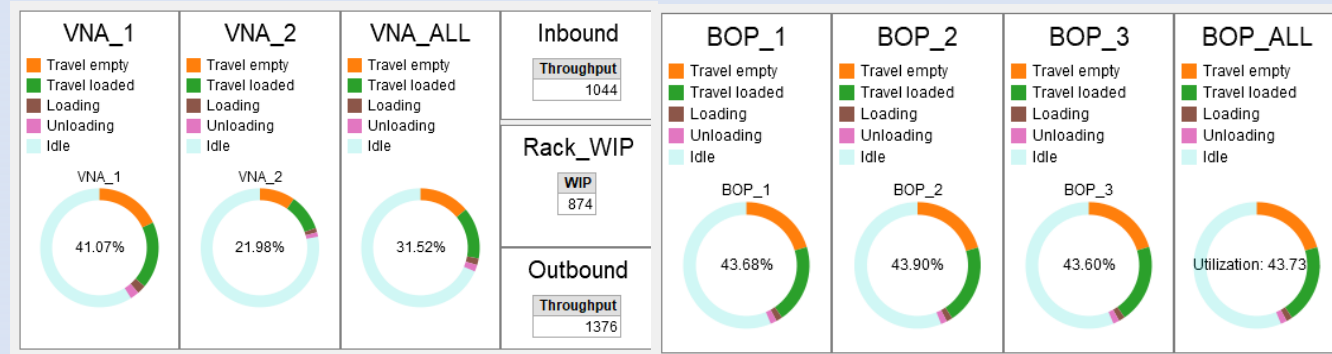 VNA_1
Travel empty
Travel loaded
Loading
Unloading
Idle
VNA_1
41.07%
VNA_2
Travel empty
Travel loaded
Loading
Unloading
Idle
VNA_2
21.98%
VNA_ALL
Travel empty
Travel loaded
Loading
Unloading
Idle
31.52%
Inbound
Throughput
1044
Rack_WIP
WIP
874
Outbound
Throughput
1376
BOP_1
Travel empty
Travel loaded
Loading
Unloading
Idle
BOP_1
43.68%
BOP_2
Travel empty
Travel loaded
Loading
Unloading
Idle
BOP_2
43.90%
BOP_3
Travel empty
Travel loaded
Loading
Unloading
Idle
BOP_3
43.60%
BOP_ALL
Travel empty
Travel loaded
Loading
Unloading
Idle
Utilization: 43.73